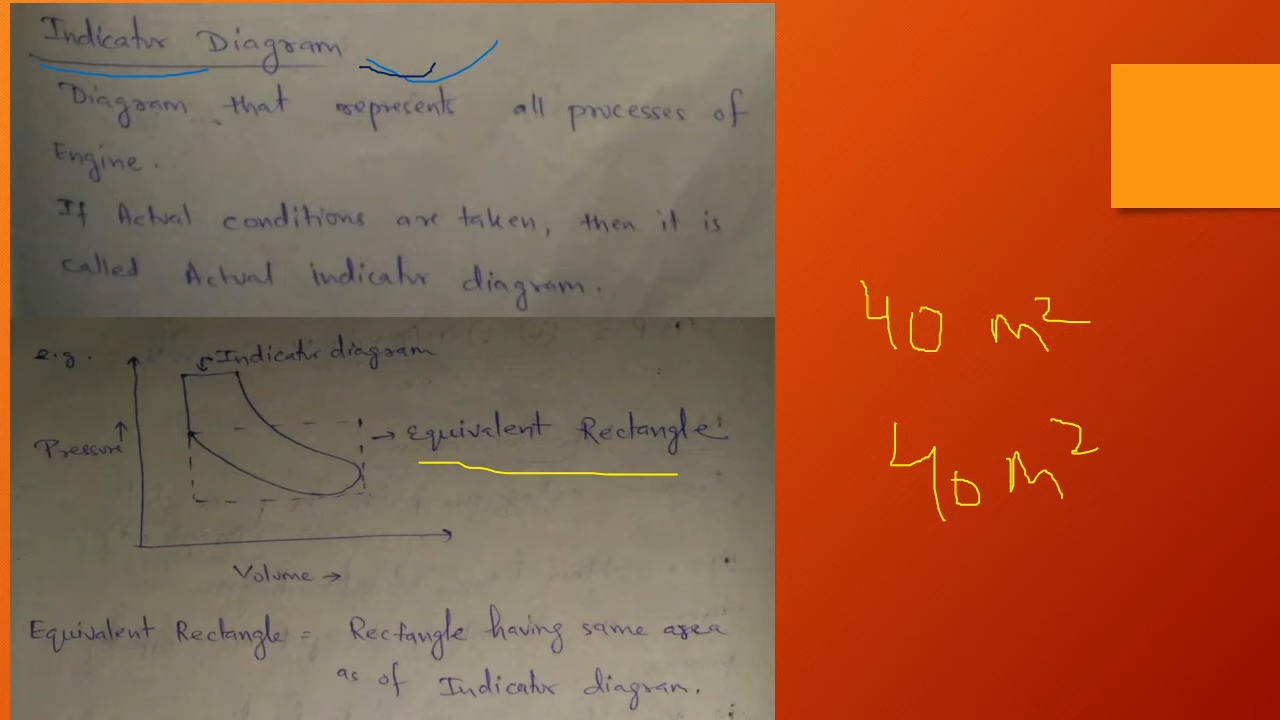 Indicator Diagram
Diagram that represents all processes of
Engine.
If Actual conditions are taken, then it is
called Actual indicator diagram.
e.g.
Indicator diagram
Pressure
→ Equivalent Rectangle
Volume →
Equivalent Rectangle = Rectangle having same area
as of Indicator diagram.
40 m²
40 m²